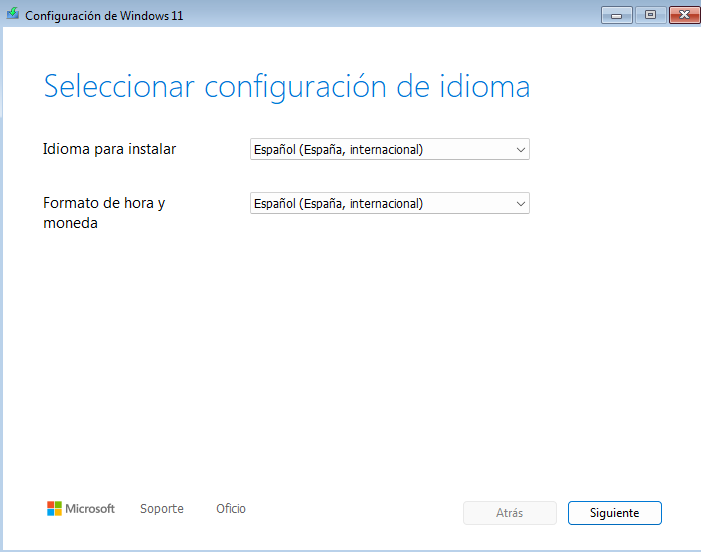 Configuración de Windows 11
Seleccionar configuración de idioma
Idioma para instalar
Español (España, internacional)
Formato de hora y
moneda
Español (España, internacional)
Microsoft
Soporte
Oficio
Atrás
Siguiente